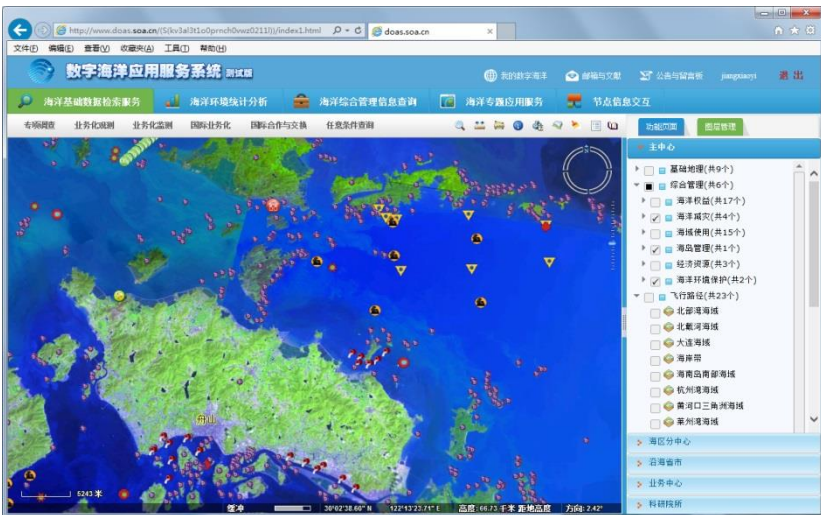 http://www.doas.soa.cn/(S(kv3al3t1c0prnch0vwz0211l))/index1.html
doas.soa.cn
文件(F) 编辑(E) 查看(V) 收藏夹(A) 工具(T) 帮助(H)
数字海洋应用服务系统 测试版
我的数字海洋 邮箱与文献 公告与留言板 jiangxiaoyi 退出
海洋基础数据检索服务 海洋环境统计分析 海洋综合管理信息查询 海洋专题应用服务 节点信息交互
专项调查 业务化观测 业务化监测 国际业务化 国际合作与交换 任意条件查询
功能页面 图层管理
主中心
基础地理(共9个)
综合管理(共6个)
海洋权益(共17个)
海洋减灾(共4个)
海域使用(共15个)
海岛管理(共1个)
经济资源(共3个)
海洋环境保护(共2个)
飞行路径(共23个)
北部湾海域
北戴河海域
大连海域
海岸带
海南岛南部海域
杭州湾海域
黄河口三角洲海域
莱州湾海域
海区分中心
沿海省市
业务中心
科研院所
舟山
5243 米
缓冲 30°02'38.60" N 122°13'23.71" E 高度:66.73 千米 距地高度 方向: 2.42°